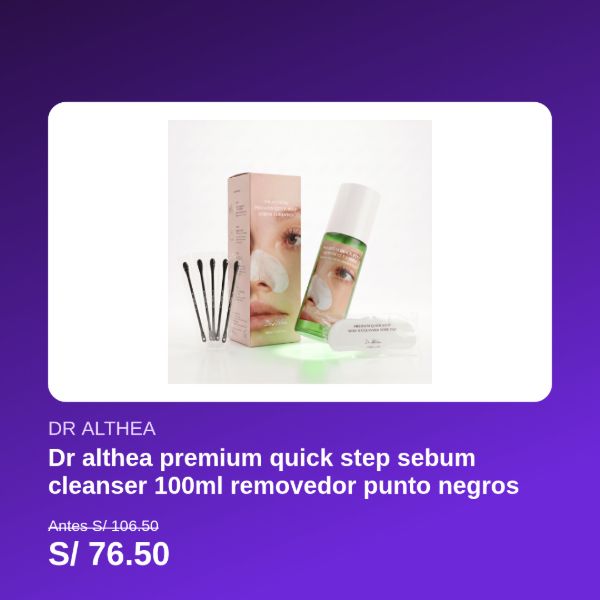 DR ALTHEA
Dr althea premium quick step sebum
cleanser 100ml removedor punto negros
Antes S/ 106.50
S/ 76.50